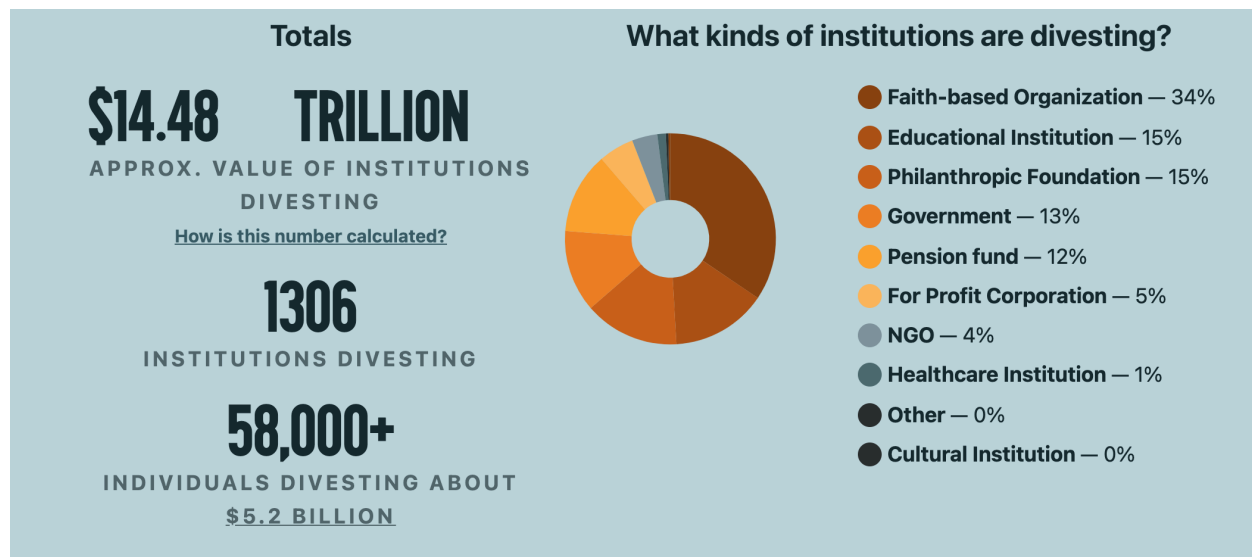 Totals
$14.48 TRILLION
APPROX. VALUE OF INSTITUTIONS
DIVESTING
How is this number calculated?
1306
INSTITUTIONS DIVESTING
58,000+
INDIVIDUALS DIVESTING ABOUT
$5.2 BILLION
What kinds of institutions are divesting?
Faith-based Organization — 34%
Educational Institution — 15%
Philanthropic Foundation — 15%
Government — 13%
Pension fund — 12%
For Profit Corporation — 5%
NGO — 4%
Healthcare Institution — 1%
Other — 0%
Cultural Institution — 0%